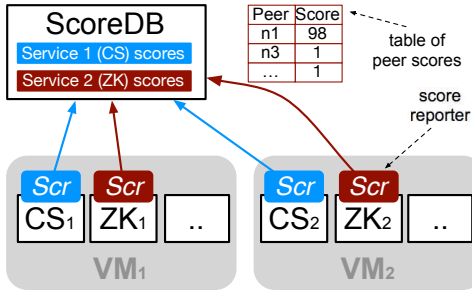 ScoreDB
Service 1 (CS) scores
Service 2 (ZK) scores
Peer Score
n1 98
n3 1
... 1
table of
peer scores
score
reporter
Scr Scr Scr Scr
CS1 ZK1 .. CS2 ZK2 ..
VM1 VM2